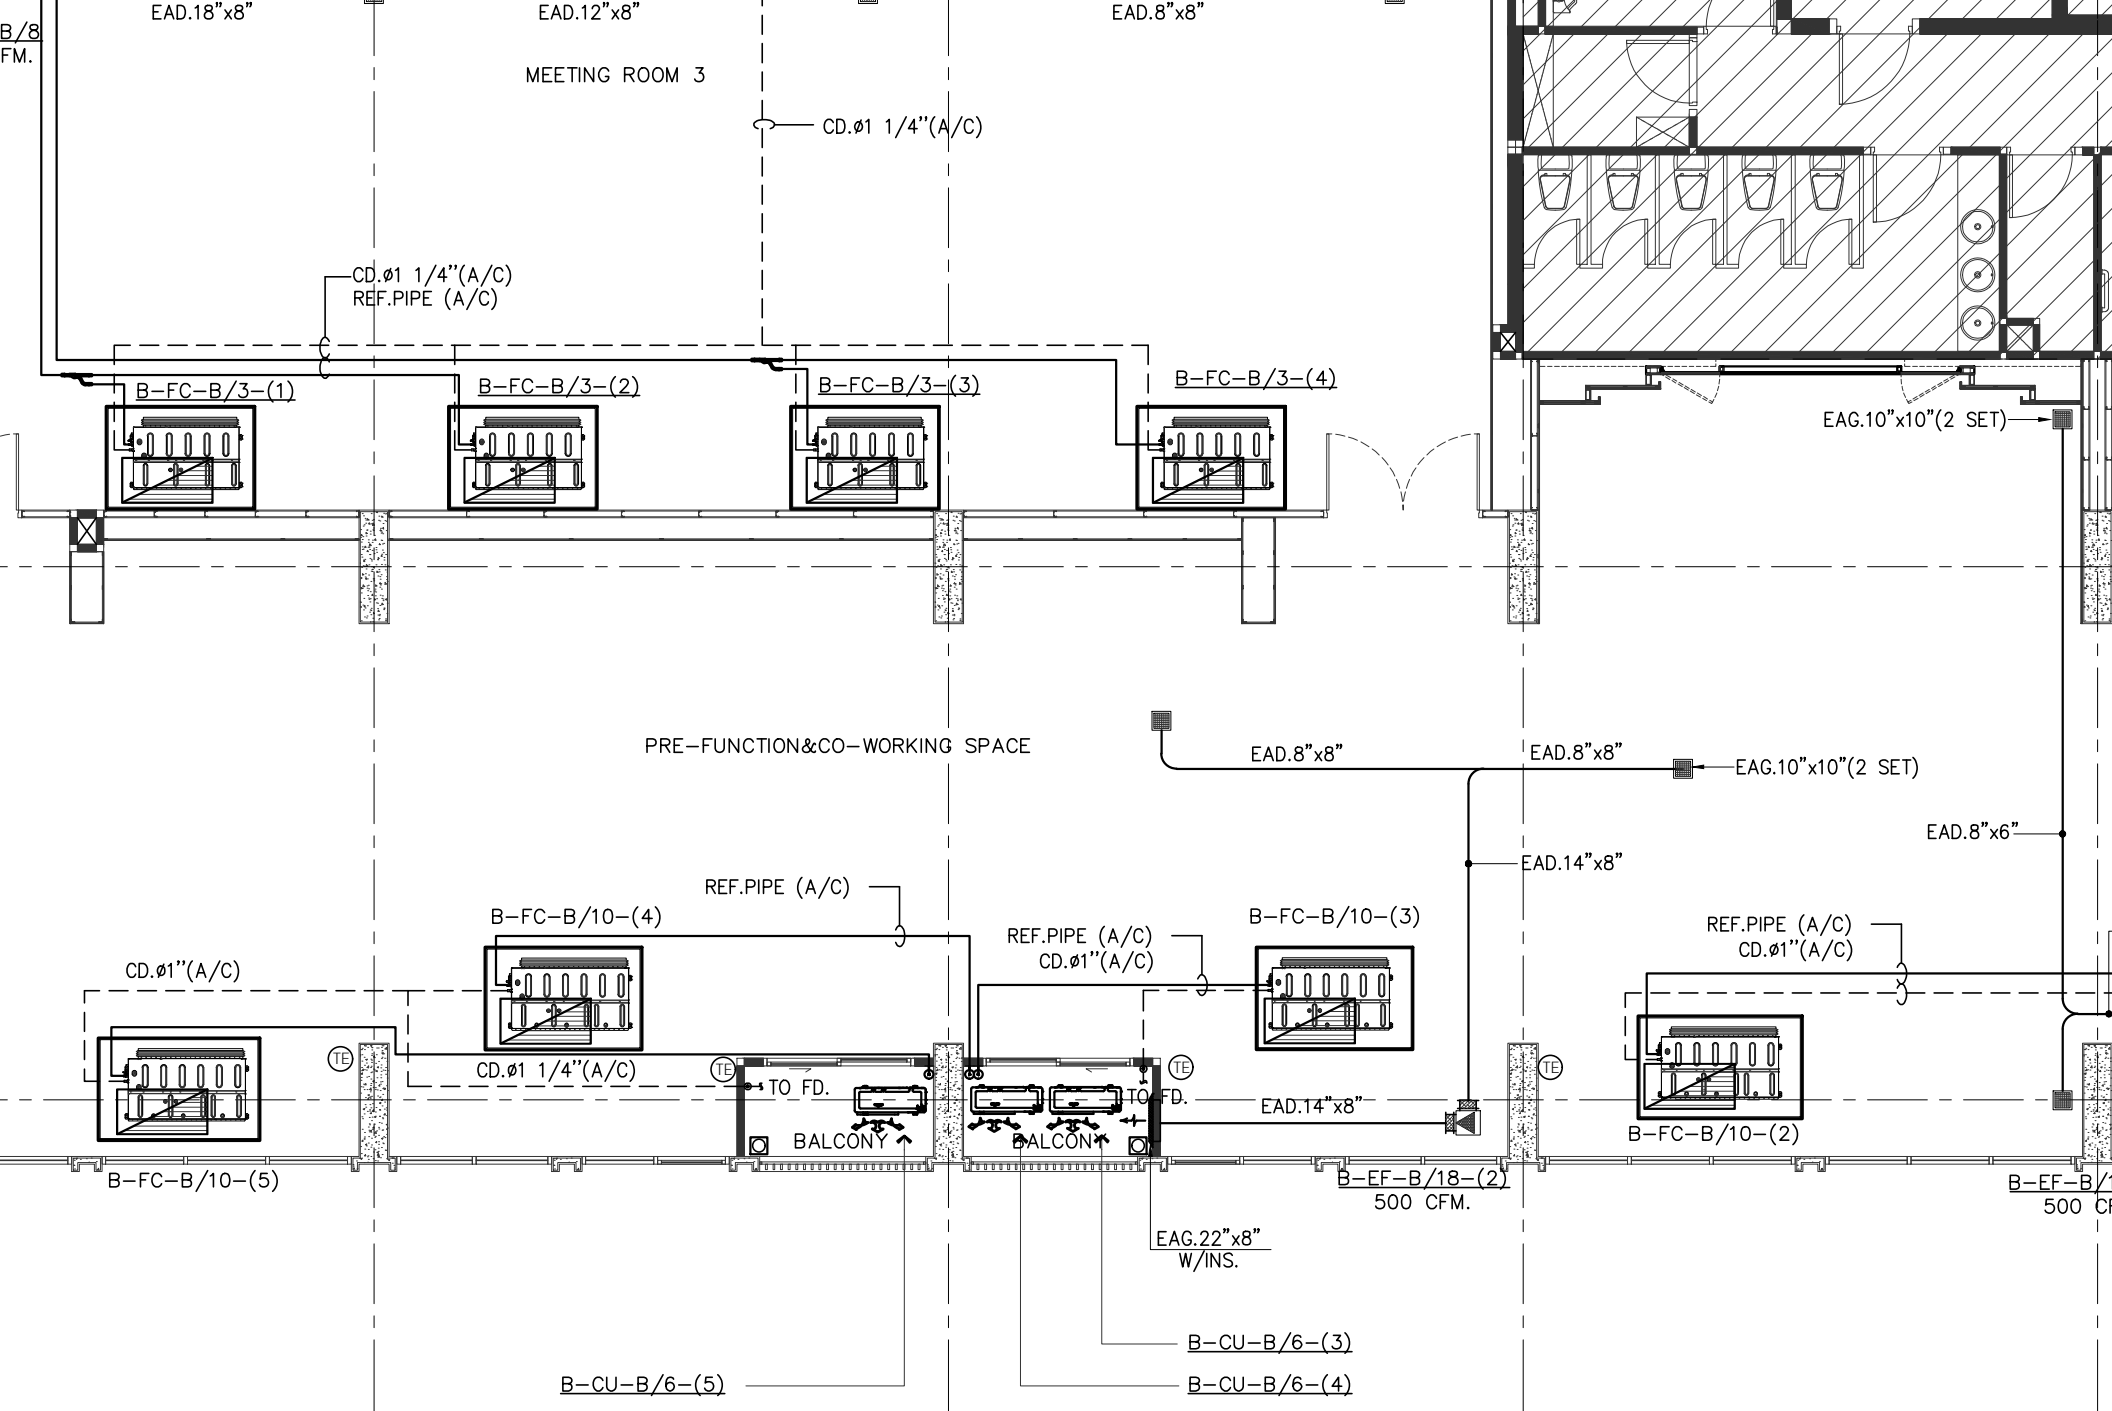 EAD.18"x8"
EAD.12"x8"
EAD.8"x8"
B/8
FM.
MEETING ROOM 3
CD.ø1 1/4"(A/C)
CD.ø1 1/4"(A/C)
REF.PIPE (A/C)
B-FC-B/3-(1)
B-FC-B/3-(2)
B-FC-B/3-(3)
B-FC-B/3-(4)
EAG.10"x10"(2 SET)
PRE-FUNCTION&CO-WORKING SPACE
EAD.8"x8"
EAD.8"x8"
EAG.10"x10"(2 SET)
EAD.8"x6"
EAD.14"x8"
REF.PIPE (A/C)
B-FC-B/10-(4)
B-FC-B/10-(3)
REF.PIPE (A/C)
CD.ø1"(A/C)
REF.PIPE (A/C)
CD.ø1"(A/C)
CD.ø1"(A/C)
TE
CD.ø1 1/4"(A/C)
TE
TO FD.
TE
TO FD.
TE
EAD.14"x8"
BALCONY
BALCONY
B-FC-B/10-(2)
B-FC-B/10-(5)
B-EF-B/18-(2)
500 CFM.
B-EF-B/1
500 CF
EAG.22"x8"
W/INS.
B-CU-B/6-(3)
B-CU-B/6-(5)
B-CU-B/6-(4)